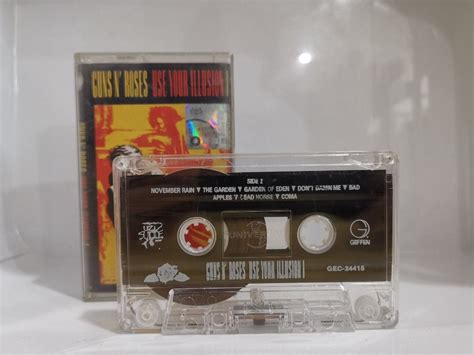 GUNS N' ROSES USE YOUR ILLUSION I
SIDE 2
NOVEMBER RAIN ▼ THE GARDEN ▼ GARDEN OF EDEN ▼ DON'T DAMN ME ▼ BAD
APPLES ▼ DEAD HORSE ▼ COMA
GEFFEN
GUNS N' ROSES USE YOUR ILLUSION I
GEC-24415